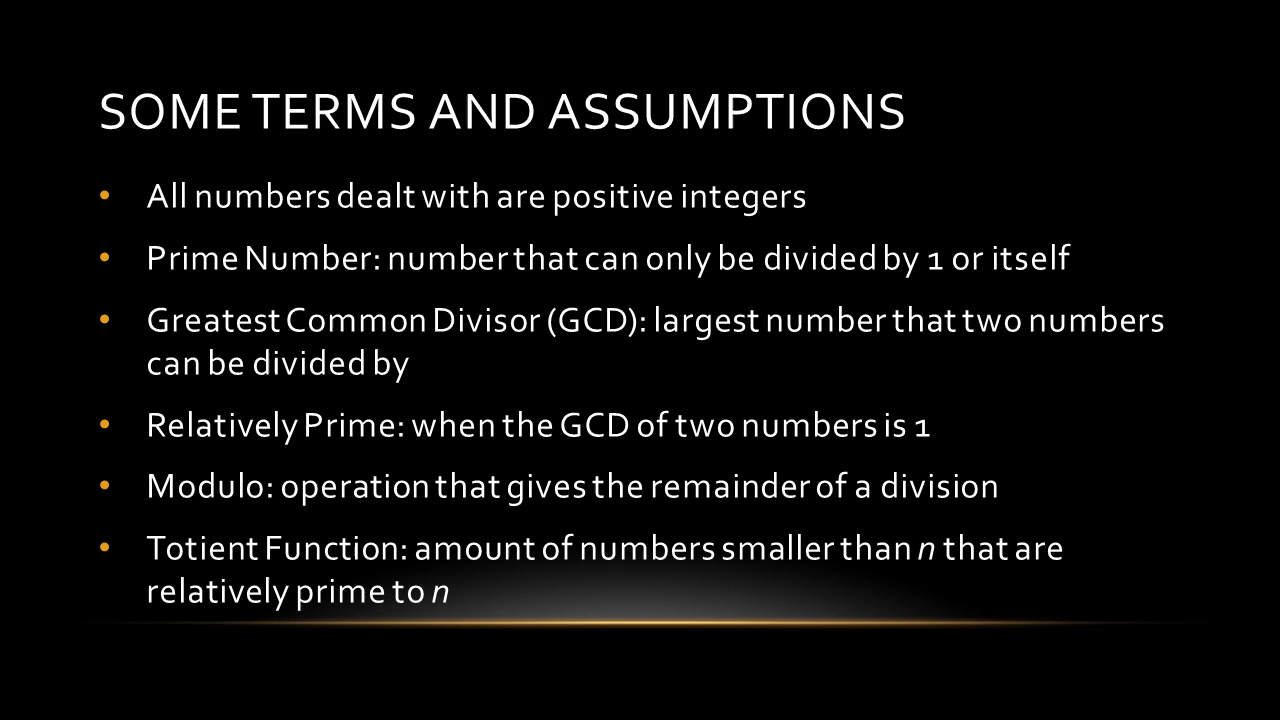 SOME TERMS AND ASSUMPTIONS
• All numbers dealt with are positive integers
• Prime Number: number that can only be divided by 1 or itself
• Greatest Common Divisor (GCD): largest number that two numbers
can be divided by
• Relatively Prime: when the GCD of two numbers is 1
• Modulo: operation that gives the remainder of a division
• Totient Function: amount of numbers smaller than n that are
relatively prime to n